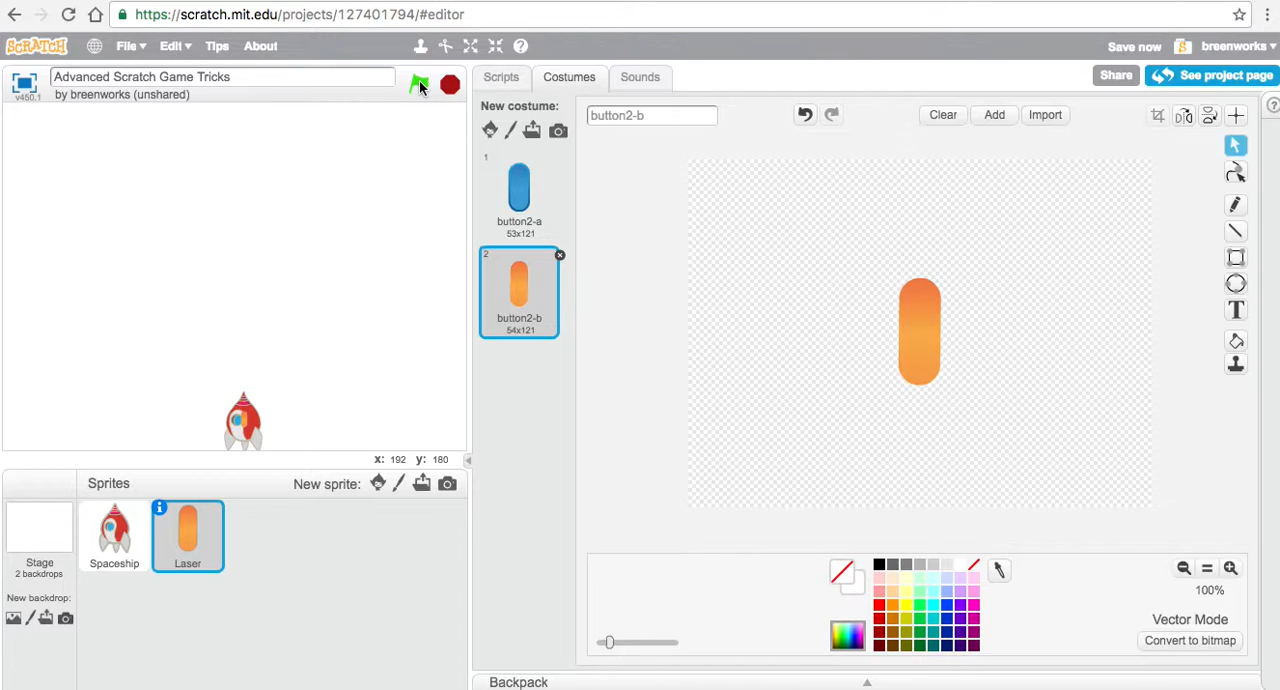 https://scratch.mit.edu/projects/127401794/#editor
SCRATCH File▾ Edit▾ Tips About Save now breenworks▾
v450.1 Advanced Scratch Game Tricks
by breenworks (unshared)
Scripts Costumes Sounds Share See project page
New costume: button2-b Clear Add Import
1
button2-a
53x121
2
button2-b
54x121
x: 192 y: 180
Sprites New sprite:
Stage
2 backdrops
New backdrop:
Spaceship
Laser
100%
Vector Mode
Convert to bitmap
Backpack